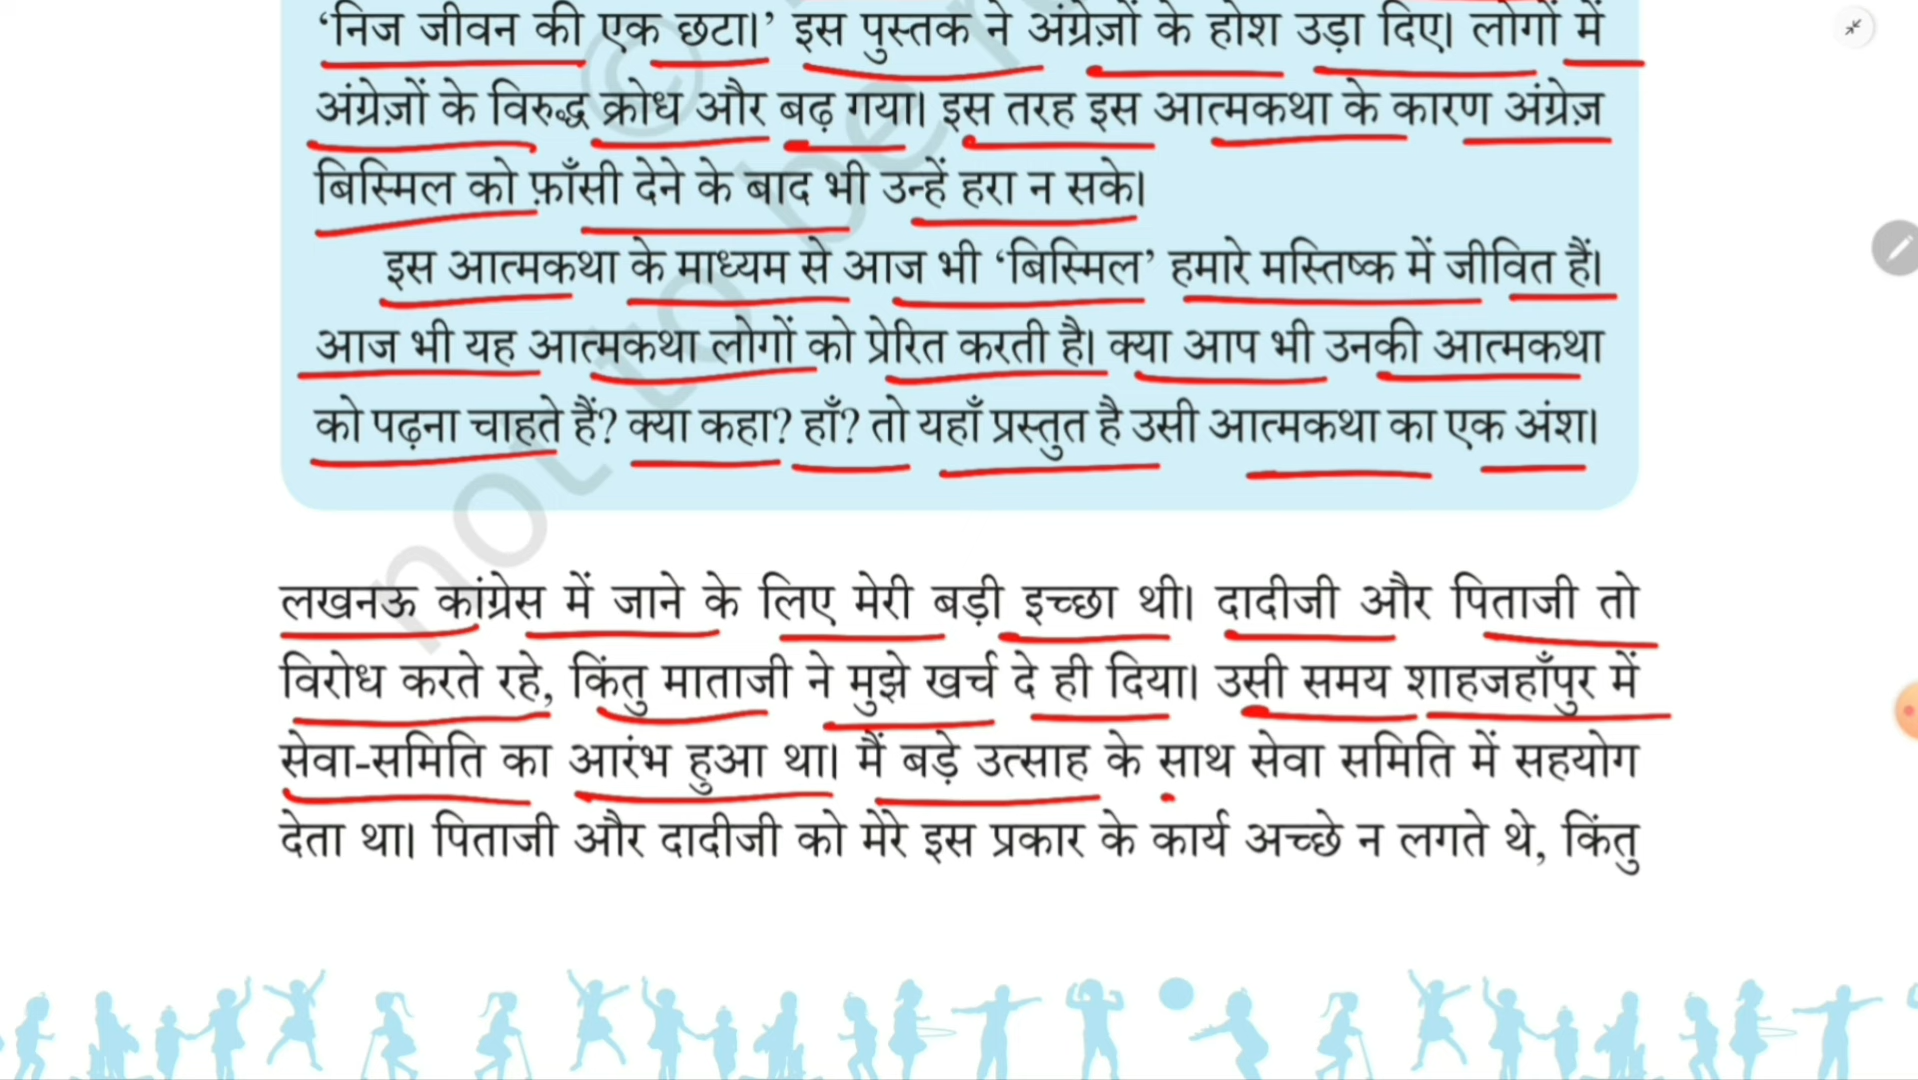 ‘निज जीवन की एक छटा।’ इस पुस्तक ने अंग्रेज़ों के होश उड़ा दिए। लोगों में
अंग्रेज़ों के विरुद्ध क्रोध और बढ़ गया। इस तरह इस आत्मकथा के कारण अंग्रेज़
बिस्मिल को फ़ाँसी देने के बाद भी उन्हें हरा न सके।
इस आत्मकथा के माध्यम से आज भी ‘बिस्मिल’ हमारे मस्तिष्क में जीवित हैं।
आज भी यह आत्मकथा लोगों को प्रेरित करती है। क्या आप भी उनकी आत्मकथा
को पढ़ना चाहते हैं? क्या कहा? हाँ? तो यहाँ प्रस्तुत है उसी आत्मकथा का एक अंश।
लखनऊ कांग्रेस में जाने के लिए मेरी बड़ी इच्छा थी। दादीजी और पिताजी तो
विरोध करते रहे, किंतु माताजी ने मुझे खर्च दे ही दिया। उसी समय शाहजहाँपुर में
सेवा-समिति का आरंभ हुआ था। मैं बड़े उत्साह के साथ सेवा समिति में सहयोग
देता था। पिताजी और दादीजी को मेरे इस प्रकार के कार्य अच्छे न लगते थे, किंतु
not to be r
©